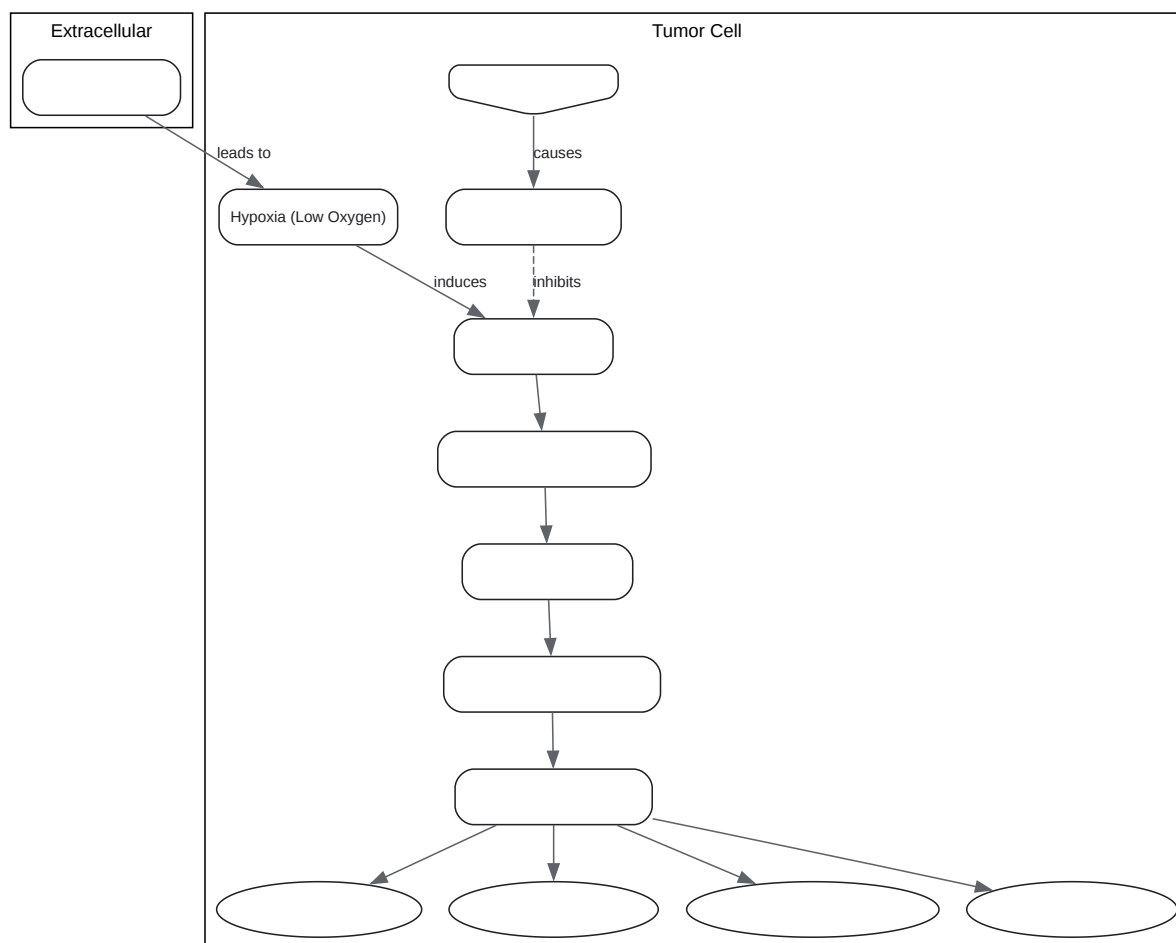 Extracellular
Tumor Cell
causes
leads to
Hypoxia (Low Oxygen)
induces
inhibits